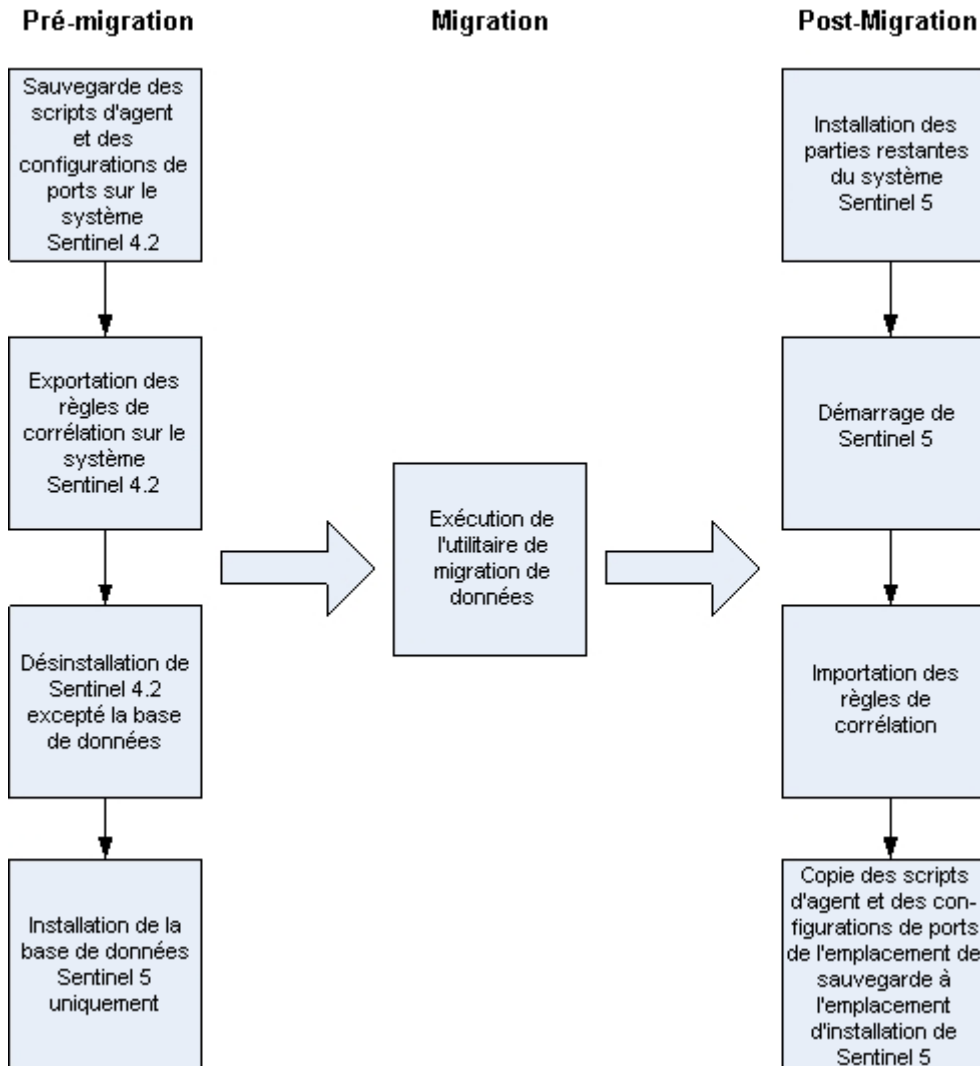 Pré-migration
Migration
Post-Migration
Sauvegarde des
scripts d'agent
et des
configurations de
ports sur le
système
Sentinel 4.2
Exportation des
règles de
corrélation sur le
système
Sentinel 4.2
Désinstallation de
Sentinel 4.2
excepté la base
de données
Installation de la
base de données
Sentinel 5
uniquement
Exécution de
l'utilitaire de
migration de
données
Installation des
parties restantes
du système
Sentinel 5
Démarrage de
Sentinel 5
Importation des
règles de
corrélation
Copie des scripts
d'agent et des con-
figurations de ports
de l'emplacement de
sauvegarde à
l'emplacement
d'installation de
Sentinel 5